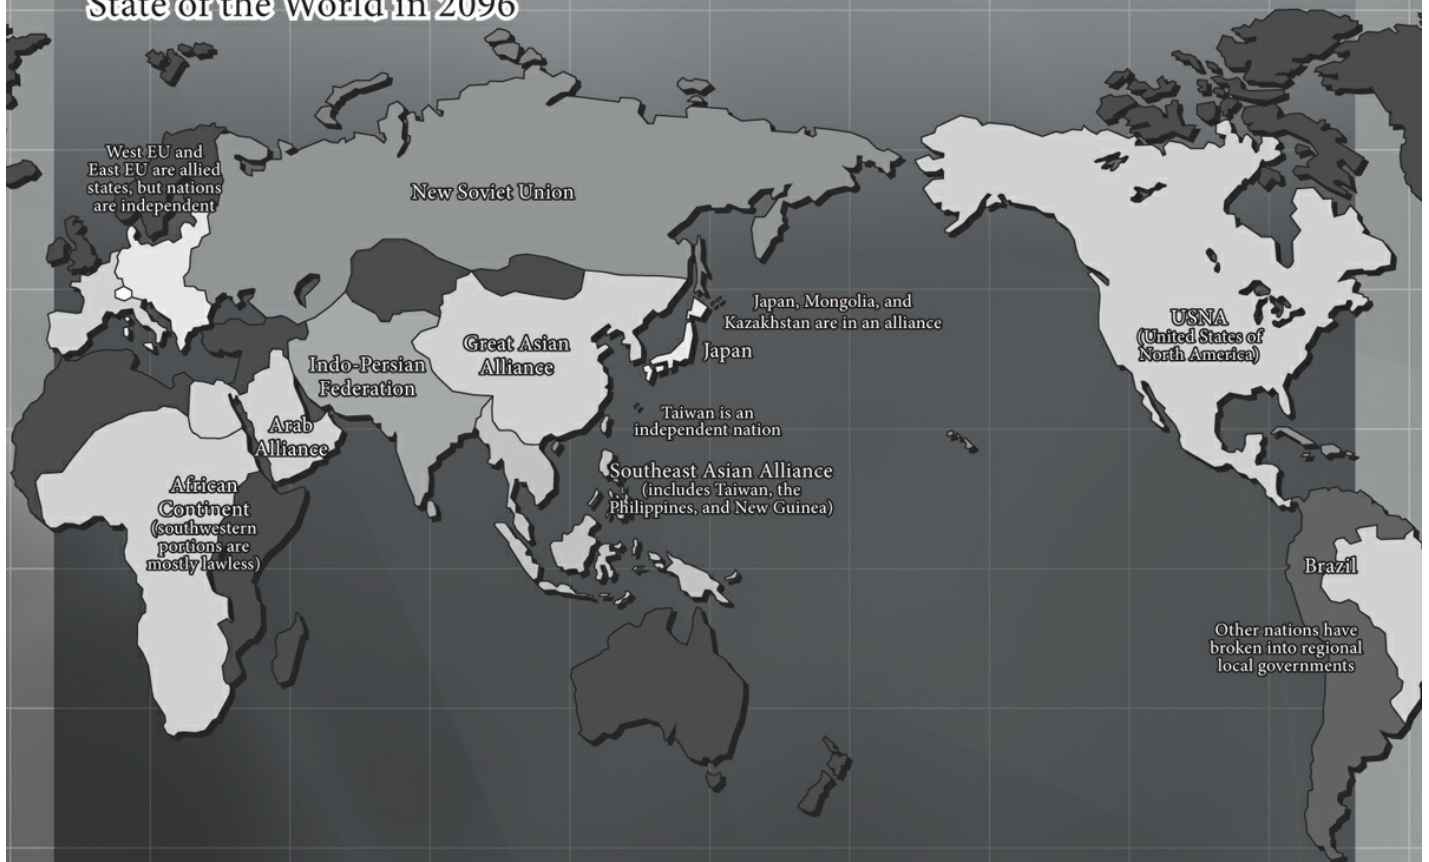 State of the World in 2096
West EU and
East EU are allied
states, but nations
are independent
New Soviet Union
Japan, Mongolia, and
Kazakhstan are in an alliance
USNA
(United States of
North America)
Great Asian
Alliance
Japan
Indo-Persian
Federation
Taiwan is an
independent nation
Arab
Alliance
Southeast Asian Alliance
(includes Taiwan, the
Philippines, and New Guinea)
African
Continent
(southwestern
portions are
mostly lawless)
Brazil
Other nations have
broken into regional
local governments